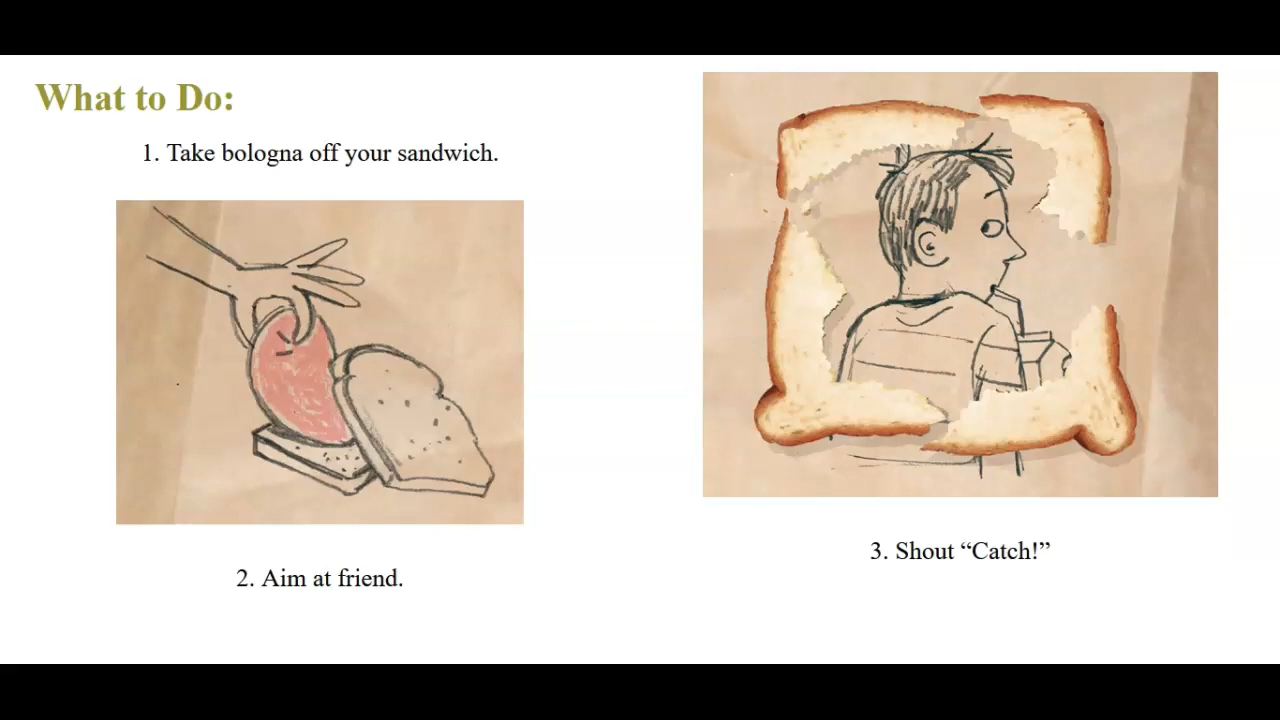 What to Do:
1. Take bologna off your sandwich.
2. Aim at friend.
3. Shout “Catch!”